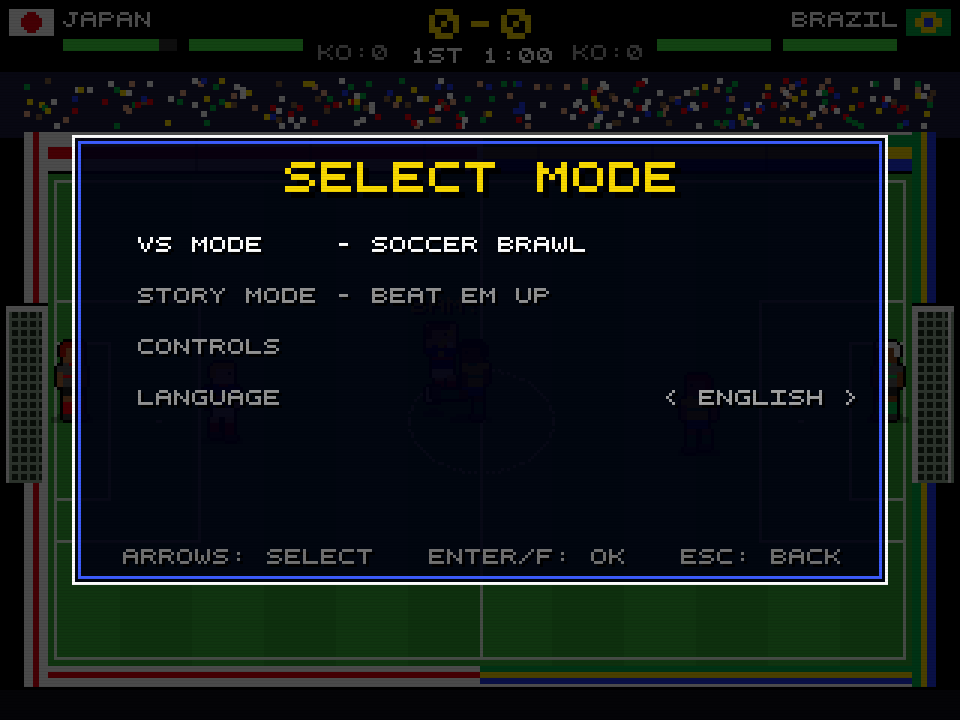 JAPAN 0-0 BRAZIL
KO:0 1ST 1:00 KO:0
SELECT MODE
VS MODE - SOCCER BRAWL
STORY MODE - BEAT EM UP
CONTROLS
LANGUAGE < ENGLISH >
ARROWS: SELECT ENTER/F: OK ESC: BACK